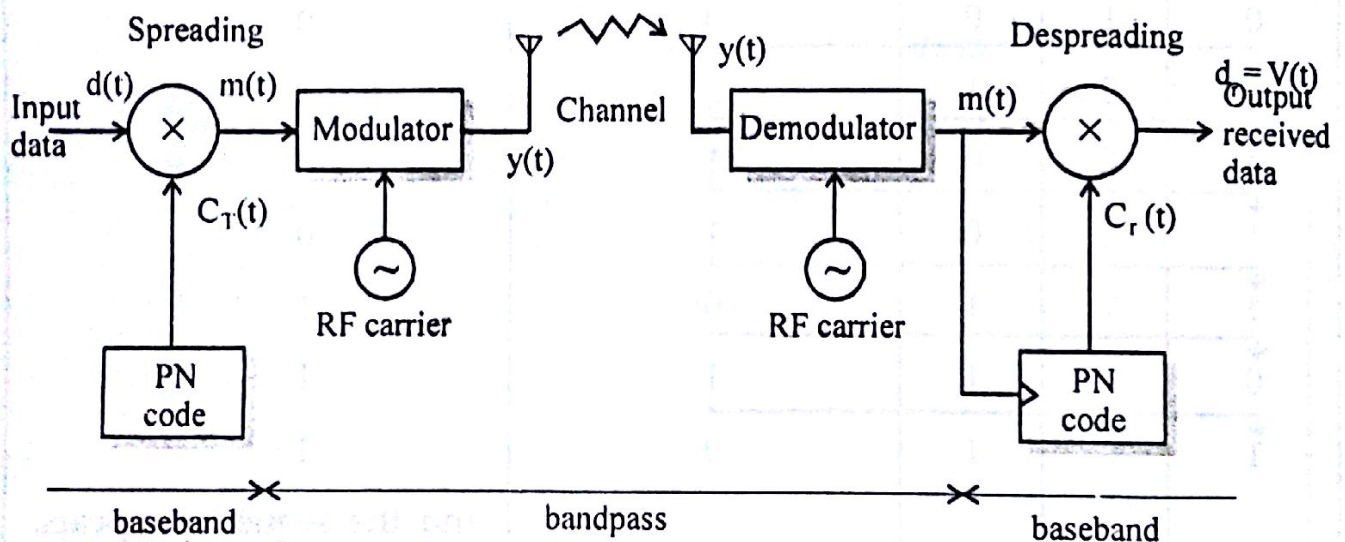 Spreading
Despreading
d(t)
m(t)
y(t)
d_r = V(t)
Input
data
×
Modulator
Channel
Demodulator
m(t)
×
Output
received
data
y(t)
C_T(t)
C_r (t)
~
~
RF carrier
RF carrier
PN
code
PN
code
baseband
bandpass
baseband